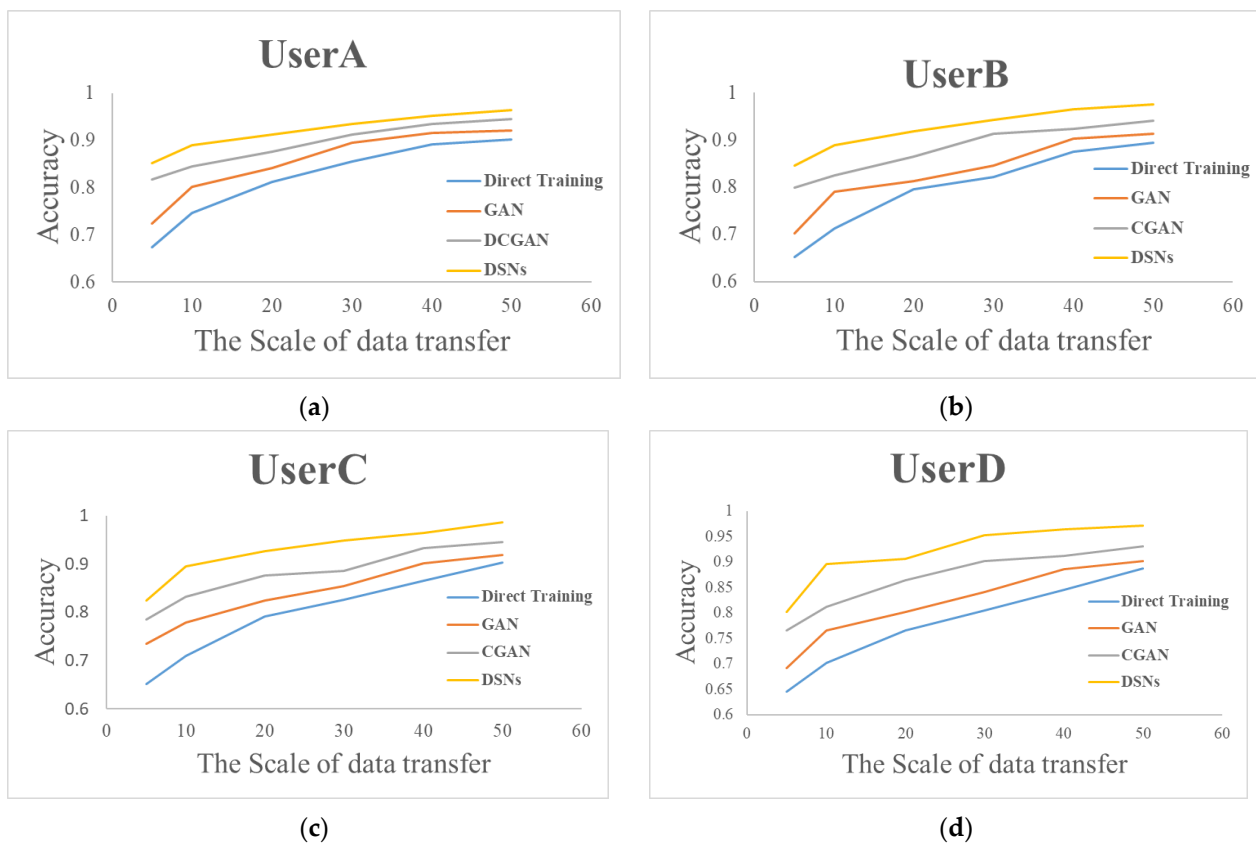 UserA
1
0.9
0.8
0.7
0.6
Accuracy
Direct Training
GAN
DCGAN
DSNs
0 10 20 30 40 50 60
The Scale of data transfer
(a)
UserB
1
0.9
0.8
0.7
0.6
Accuracy
Direct Training
GAN
CGAN
DSNs
0 10 20 30 40 50 60
The Scale of data transfer
(b)
UserC
1
0.9
0.8
0.7
0.6
Accuracy
Direct Training
GAN
CGAN
DSNs
0 10 20 30 40 50 60
The Scale of data transfer
(c)
UserD
1
0.95
0.9
0.85
0.8
0.75
0.7
0.65
0.6
Accuracy
Direct Training
GAN
CGAN
DSNs
0 10 20 30 40 50 60
The Scale of data transfer
(d)